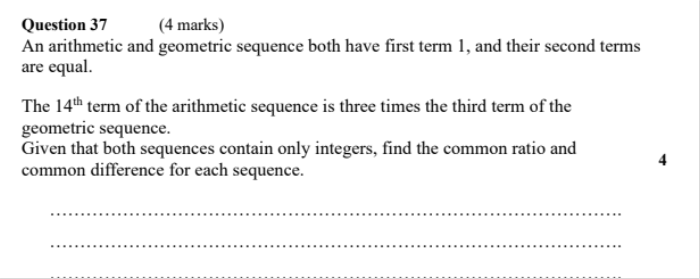 Question 37 (4 marks)
An arithmetic and geometric sequence both have first term 1, and their second terms
are equal.
The 14th term of the arithmetic sequence is three times the third term of the
geometric sequence.
Given that both sequences contain only integers, find the common ratio and
4
common difference for each sequence.